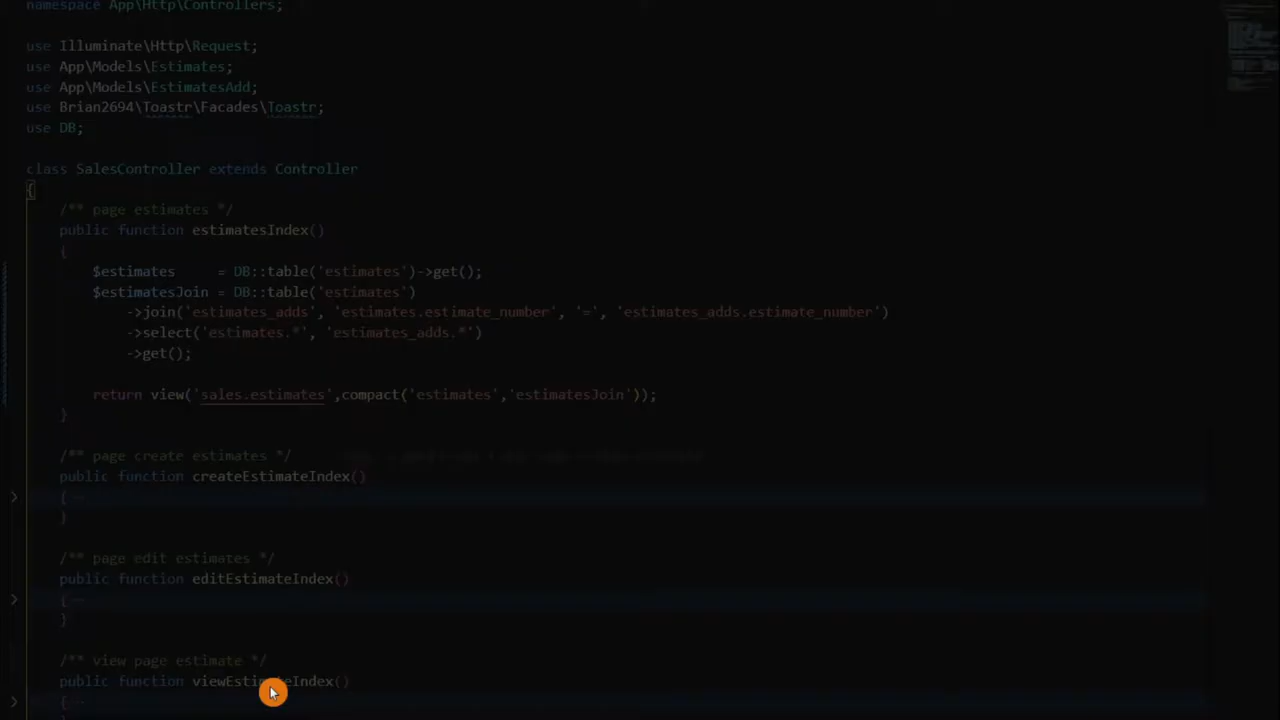 namespace App\Http\Controllers;
use Illuminate\Http\Request;
use App\Models\Estimates;
use App\Models\EstimatesAdd;
use Brian2694\Toastr\Facades\Toastr;
use DB;
class SalesController extends Controller
{
/** page estimates */
public function estimatesIndex()
{
$estimates     = DB::table('estimates')->get();
$estimatesJoin = DB::table('estimates')
->join('estimates_adds', 'estimates.estimate_number', '=', 'estimates_adds.estimate_number')
->select('estimates.*', 'estimates_adds.*')
->get();
return view('sales.estimates',compact('estimates','estimatesJoin'));
}
/** page create estimates */
public function createEstimateIndex()
{
}
/** page edit estimates */
public function editEstimateIndex()
{
}
/** view page estimate */
public function viewEstimateIndex()
{
}